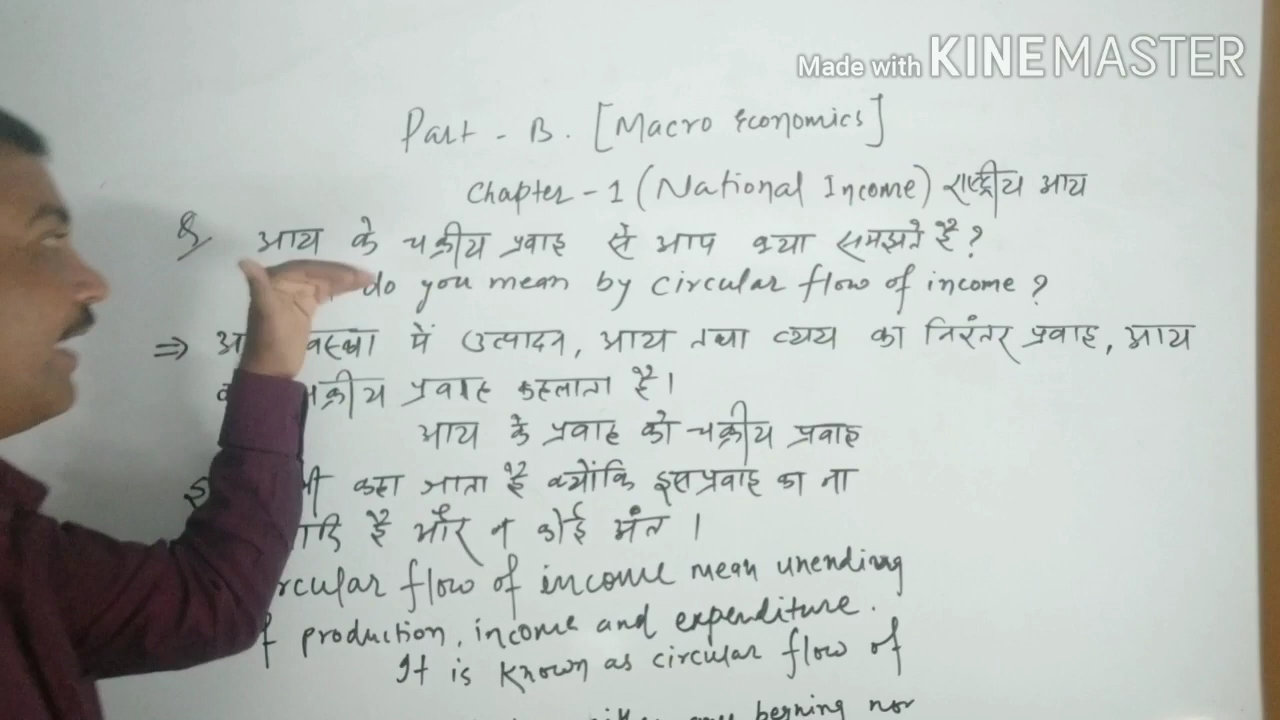 Made with KINEMASTER
Part - B. [Macro Economics]
Chapter - 1 (National Income) राष्ट्रीय आय
Q आय के चक्रीय प्रवाह से आप क्या समझते है?
do you mean by circular flow of income?
⇒ में उत्पादन, आय तथा व्यय का निरंतर प्रवाह, आय
चक्रीय प्रवाह कहलाता है।
आय के प्रवाह को चक्रीय प्रवाह
भी कहा जाता है क्योंकि इस प्रवाह का ना
है और न कोई अंत ।
flow of income mean unending
production, income and expenditure.
It is known as circular flow of
berning nor